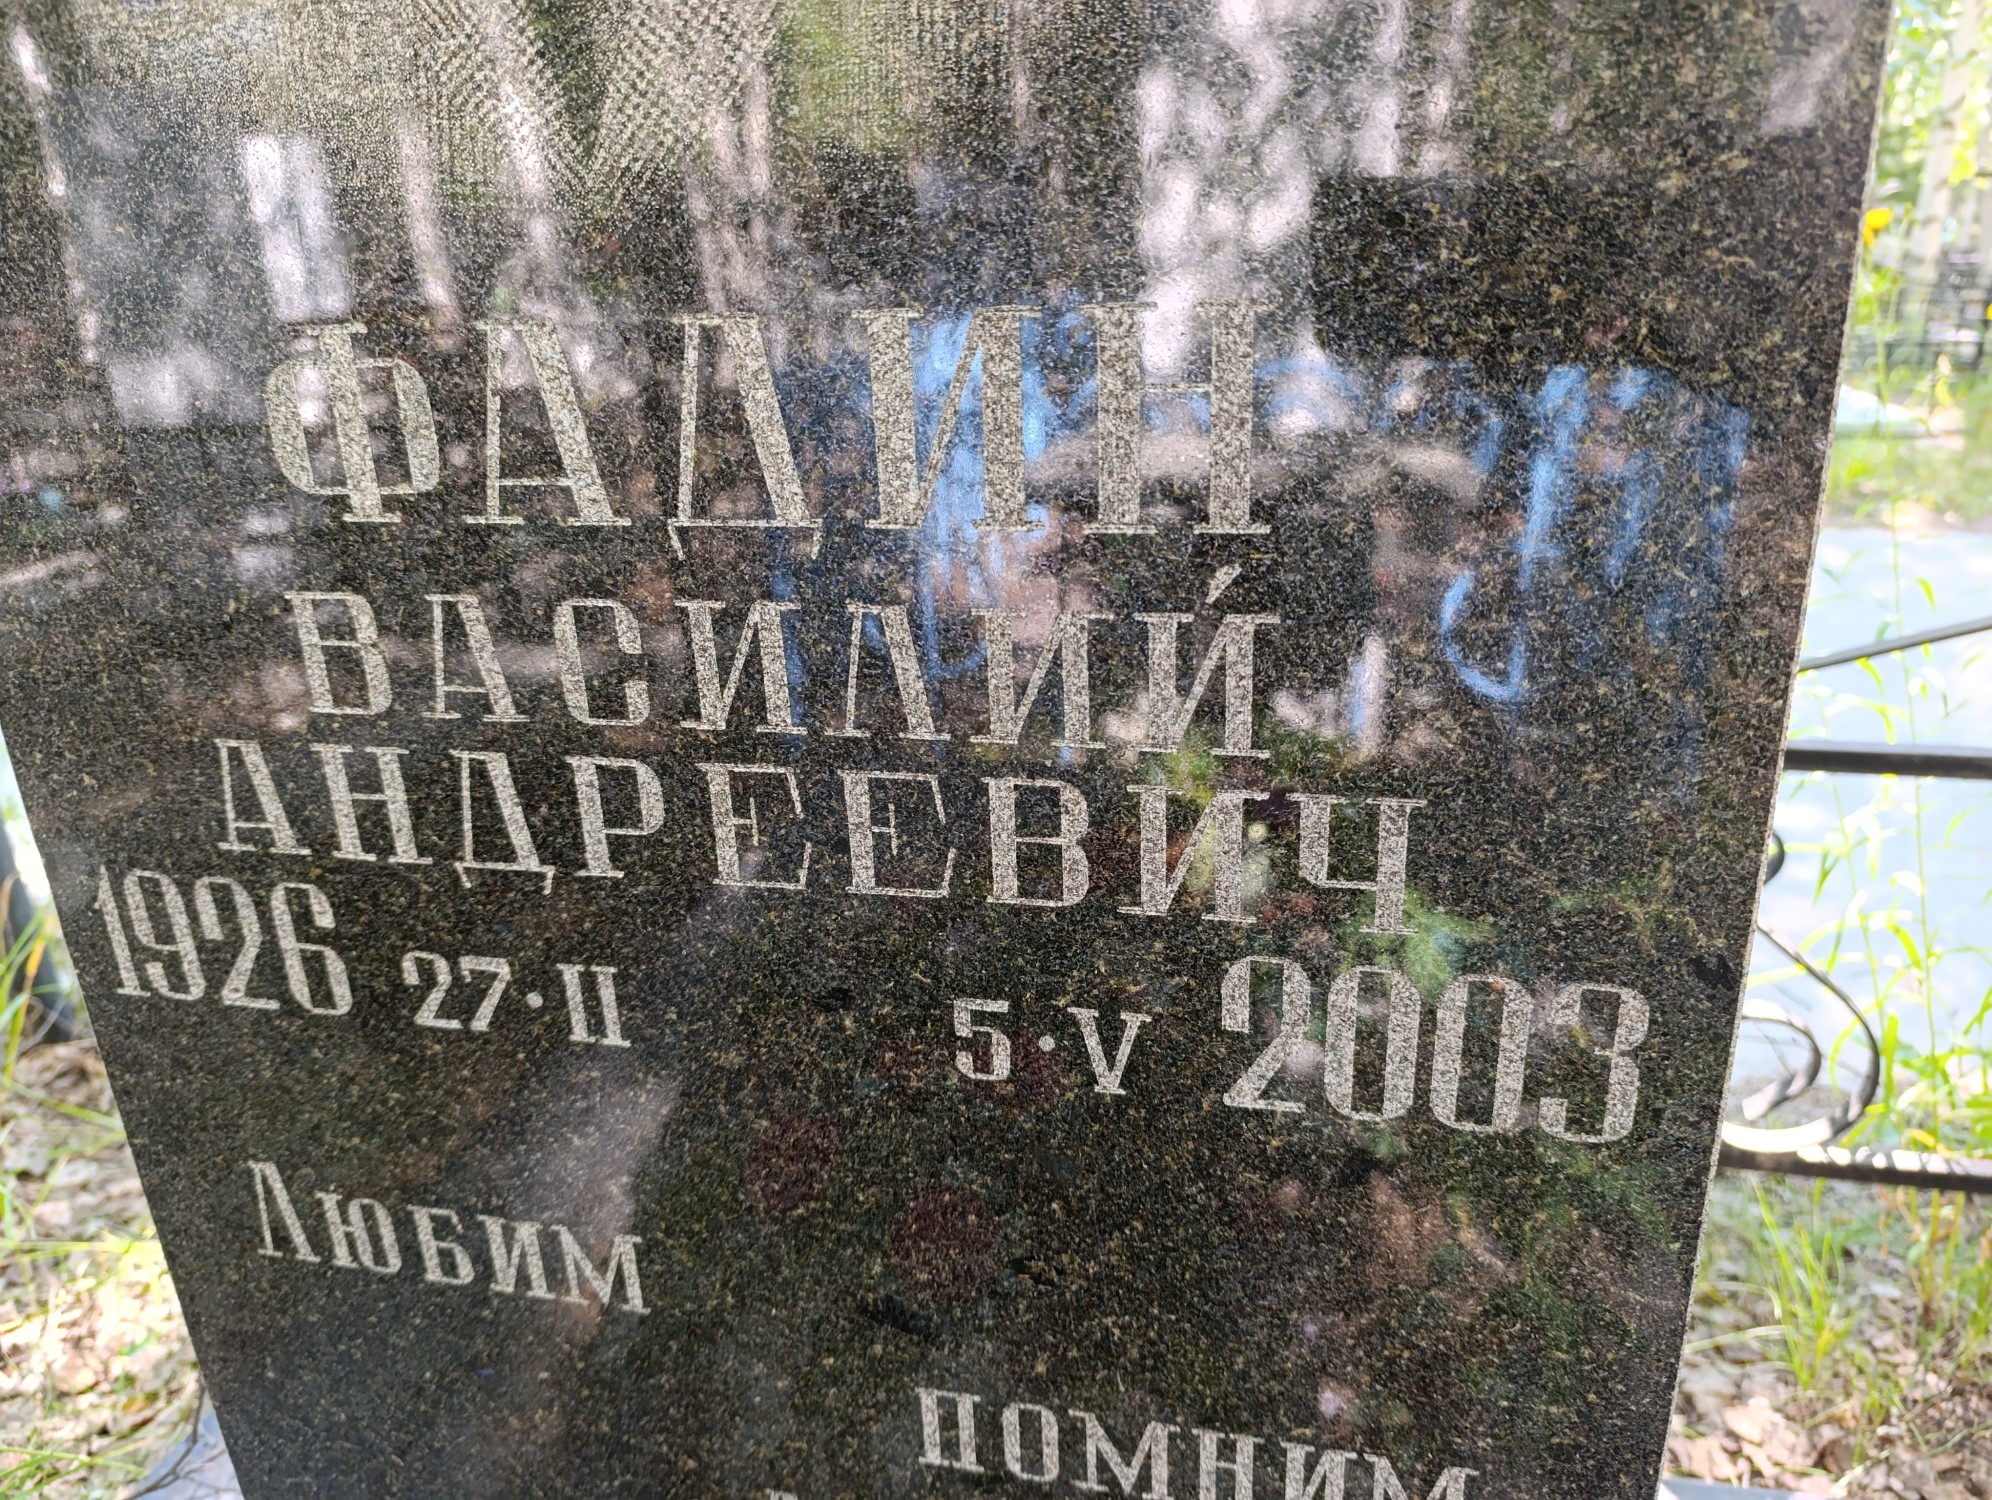 ФАДИН
ВАСИЛИЙ
АНДРЕЕВИЧ
1926 27·II 5·V 2003
ЛЮБИМ
ПОМНИМ